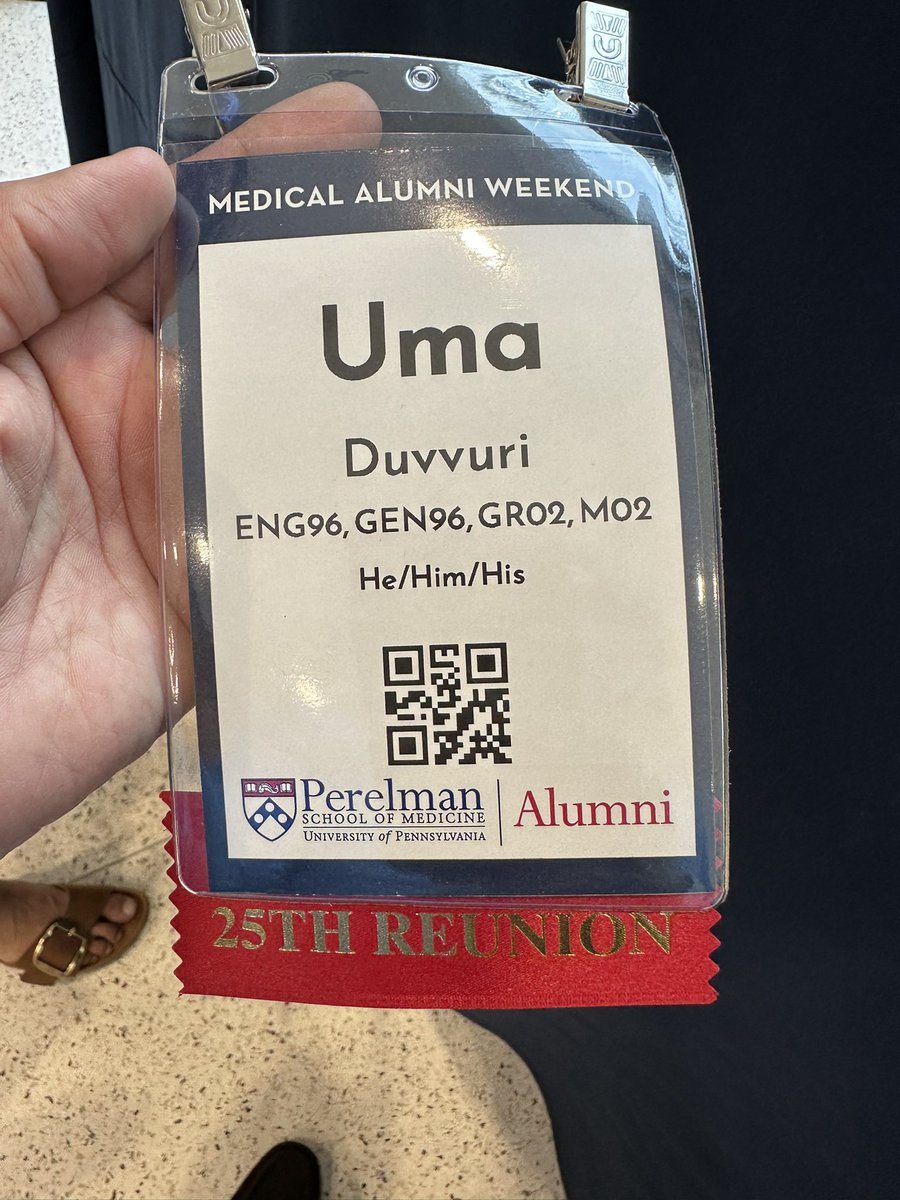 MEDICAL ALUMNI WEEKEND
Uma
Duvvuri
ENG96, GEN96, GR02, M02
He/Him/His
Perelman
SCHOOL OF MEDICINE
UNIVERSITY of PENNSYLVANIA
Alumni
25TH REUNION